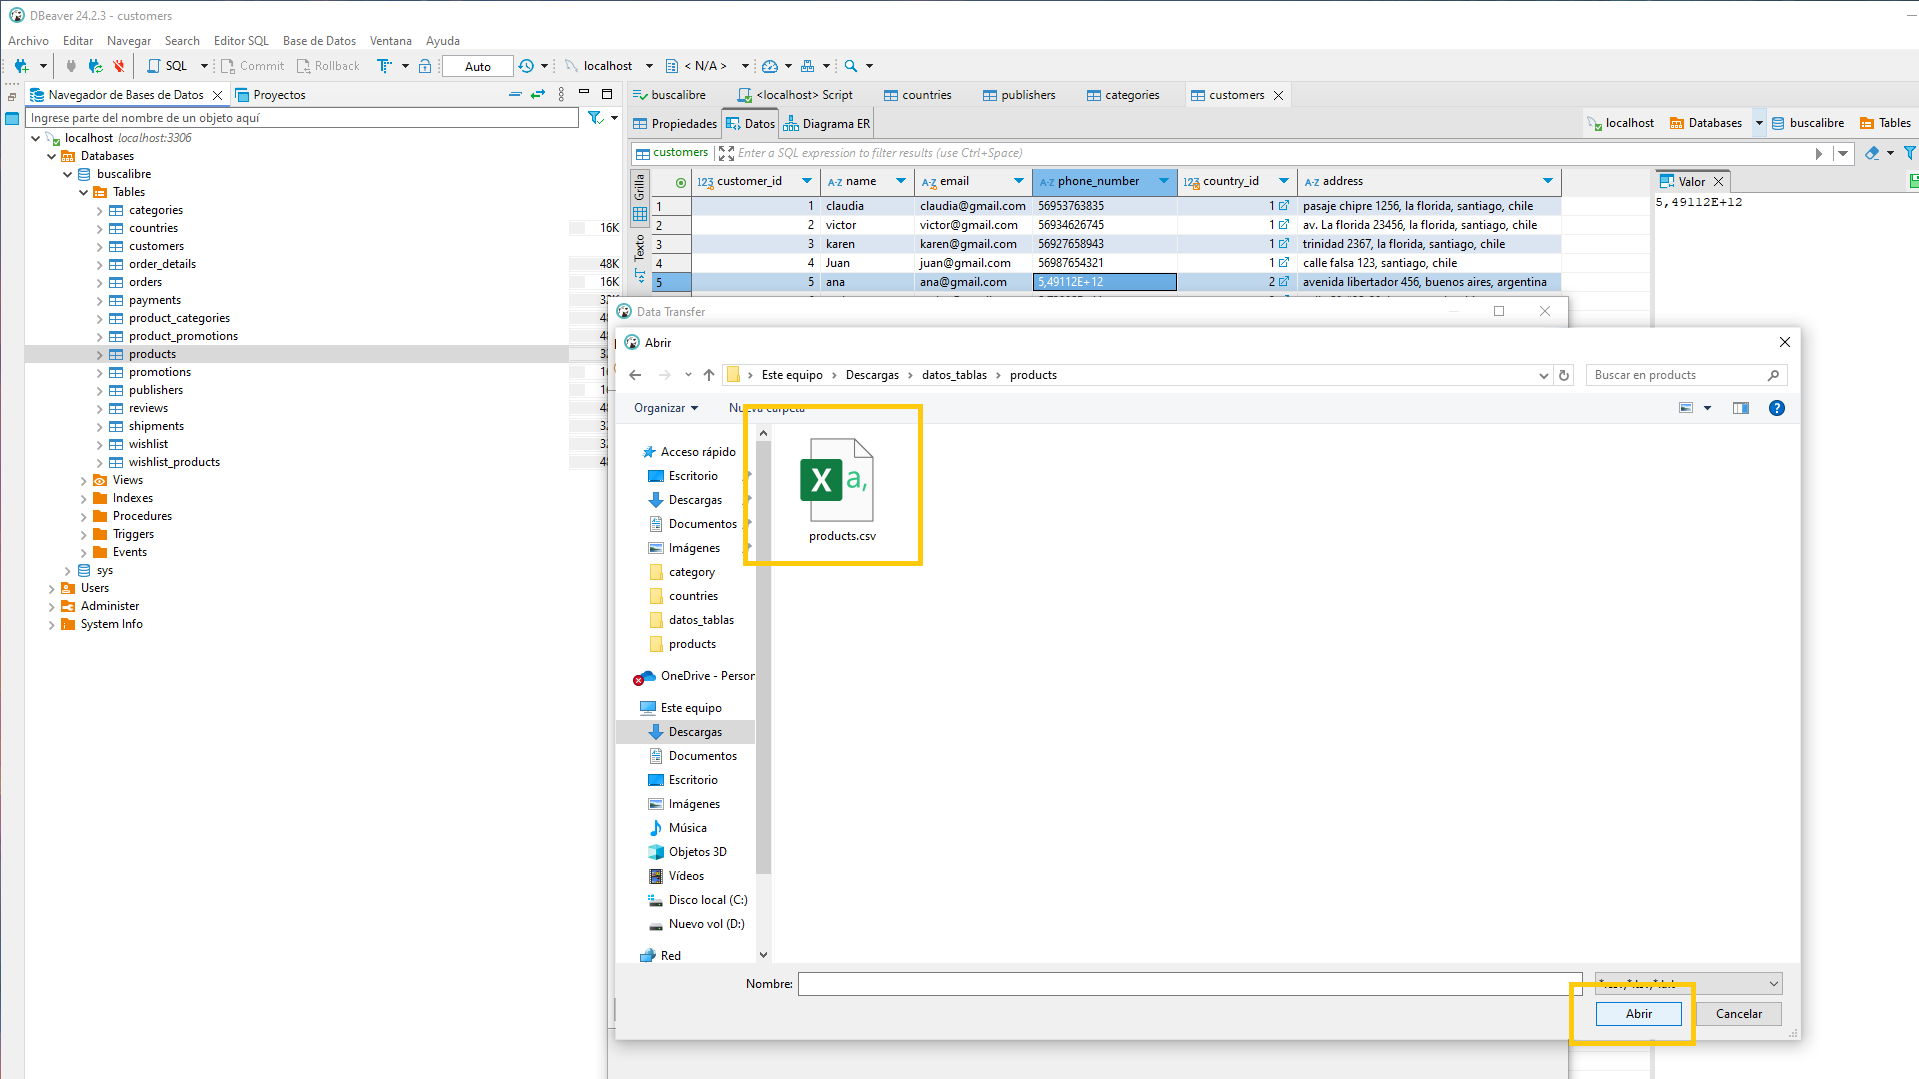 DBeaver 24.2.3 - customers
Archivo Editar Navegar Search Editor SQL Base de Datos Ventana Ayuda
SQL Commit Rollback Auto localhost < N/A >
Navegador de Bases de Datos Proyectos
buscalibre <localhost> Script countries publishers categories customers
Ingrese parte del nombre de un objeto aquí
Propiedades Datos Diagrama ER localhost Databases buscalibre Tables
customers Enter a SQL expression to filter results (use Ctrl+Space)
localhost localhost:3306
Databases
buscalibre
Tables
categories
countries 16K
customers
order_details 48K
orders 16K
payments
product_categories
product_promotions
products
promotions
publishers
reviews
shipments
wishlist
wishlist_products
Views
Indexes
Procedures
Triggers
Events
sys
Users
Administer
System Info
Grilla
Texto
123 customer_id A-Z name A-Z email A-Z phone_number 123 country_id A-Z address
1 1 claudia claudia@gmail.com 56953763835 1 pasaje chipre 1256, la florida, santiago, chile
2 2 victor victor@gmail.com 56934626745 1 av. La florida 23456, la florida, santiago, chile
3 3 karen karen@gmail.com 56927658943 1 trinidad 2367, la florida, santiago, chile
4 4 Juan juan@gmail.com 56987654321 1 calle falsa 123, santiago, chile
5 5 ana ana@gmail.com 5,49112E+12 2 avenida libertador 456, buenos aires, argentina
Valor
5,49112E+12
Data Transfer
Abrir
Este equipo Descargas datos_tablas products
Buscar en products
Organizar Nueva carpeta
Acceso rápido
Escritorio
Descargas
Documentos
Imágenes
category
countries
datos_tablas
products
OneDrive - Person
Este equipo
Descargas
Documentos
Escritorio
Imágenes
Música
Objetos 3D
Vídeos
Disco local (C:)
Nuevo vol (D:)
Red
X a,
products.csv
Nombre:
Abrir Cancelar